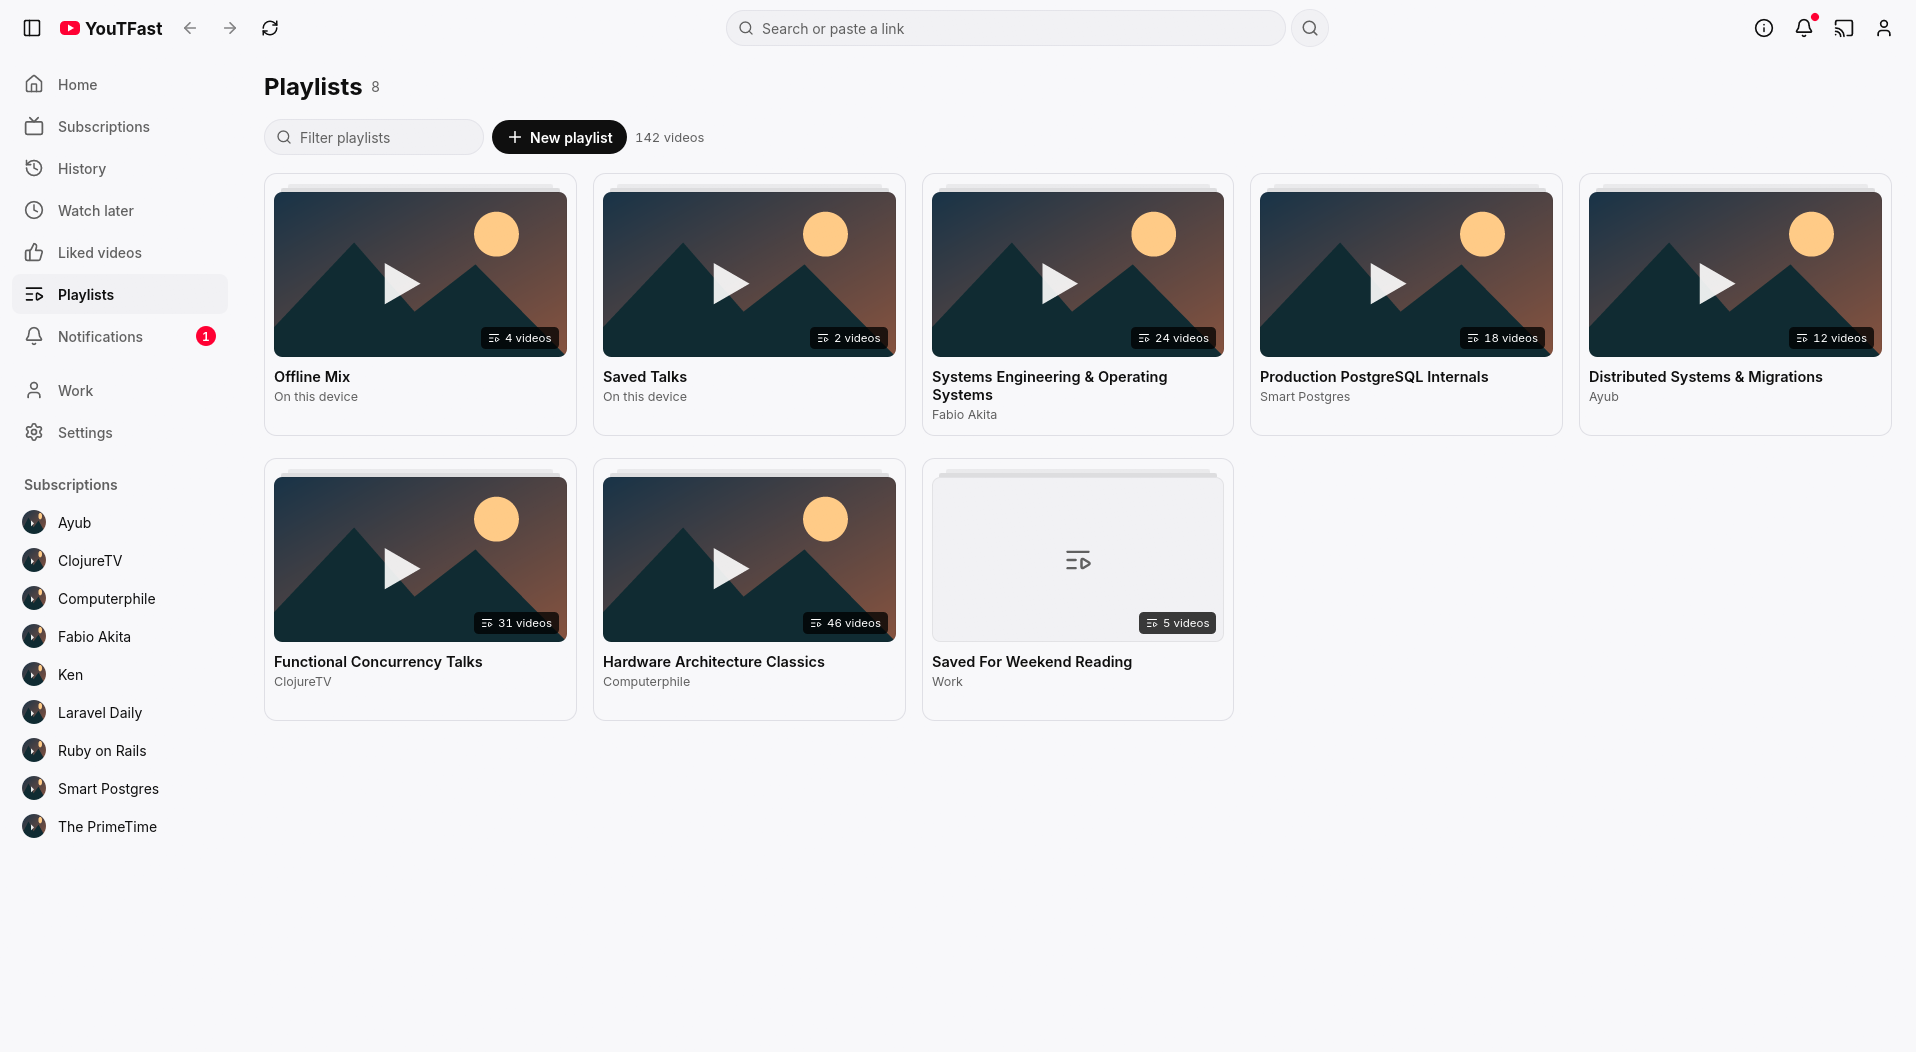 YouTFast
Search or paste a link
Home
Subscriptions
History
Watch later
Liked videos
Playlists
Notifications
1
Work
Settings
Subscriptions
Ayub
ClojureTV
Computerphile
Fabio Akita
Ken
Laravel Daily
Ruby on Rails
Smart Postgres
The PrimeTime
Playlists 8
Filter playlists
New playlist
142 videos
4 videos
Offline Mix
On this device
2 videos
Saved Talks
On this device
24 videos
Systems Engineering & Operating
Systems
Fabio Akita
18 videos
Production PostgreSQL Internals
Smart Postgres
12 videos
Distributed Systems & Migrations
Ayub
31 videos
Functional Concurrency Talks
ClojureTV
46 videos
Hardware Architecture Classics
Computerphile
5 videos
Saved For Weekend Reading
Work